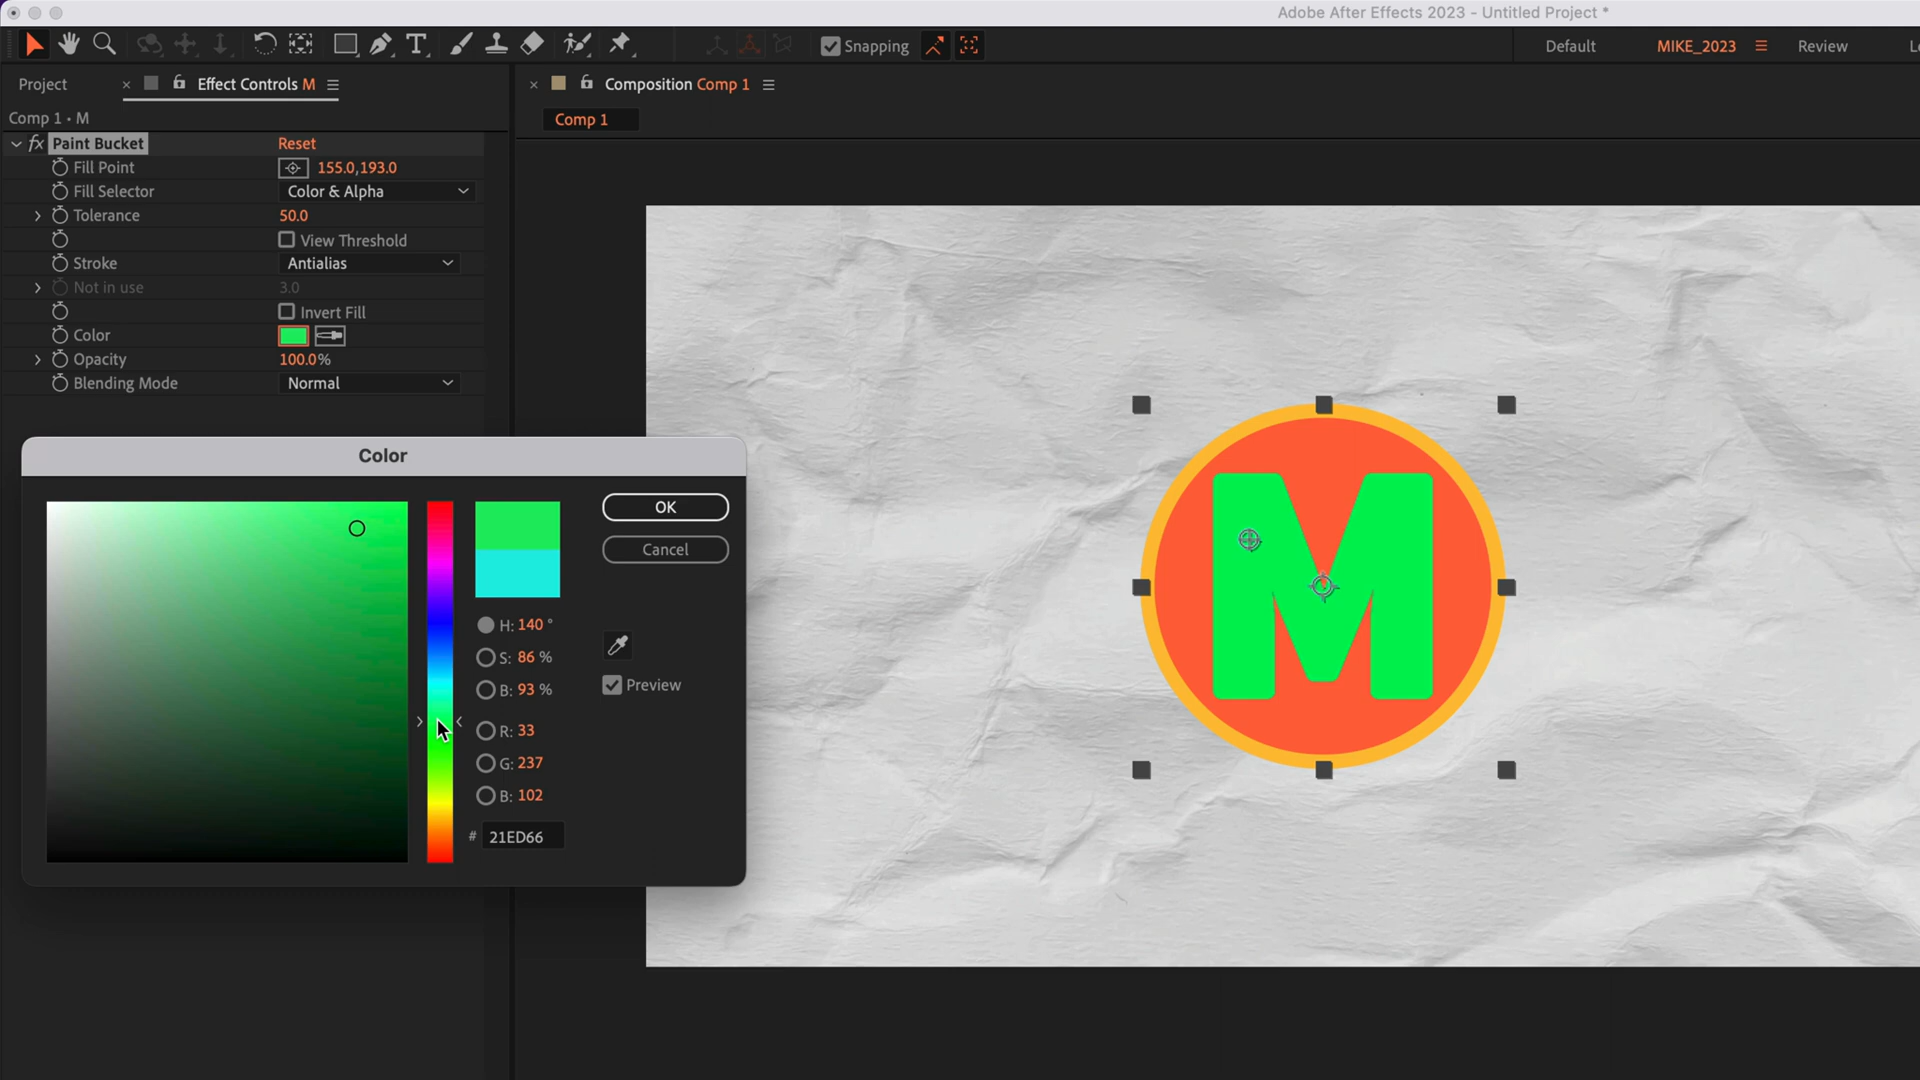 Adobe After Effects 2023 - Untitled Project *
Snapping
Default
MIKE_2023
Review
Project
Effect Controls M
Comp 1 • M
fx Paint Bucket Reset
Fill Point 155.0,193.0
Fill Selector Color & Alpha
Tolerance 50.0
View Threshold
Stroke Antialias
Not in use 3.0
Invert Fill
Color
Opacity 100.0%
Blending Mode Normal
Composition Comp 1
Comp 1
Color
OK
Cancel
H: 140 °
S: 86 %
B: 93 %
Preview
R: 33
G: 237
B: 102
# 21ED66
M